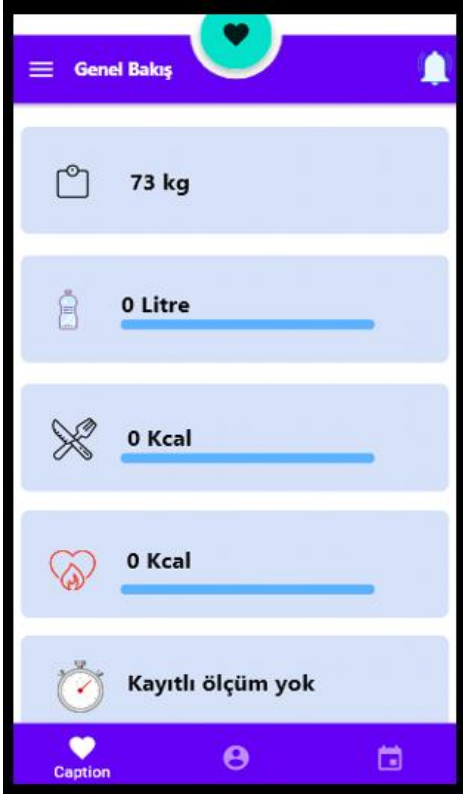 Genel Bakış
73 kg
0 Litre
0 Kcal
0 Kcal
Kayıtlı ölçüm yok
Caption